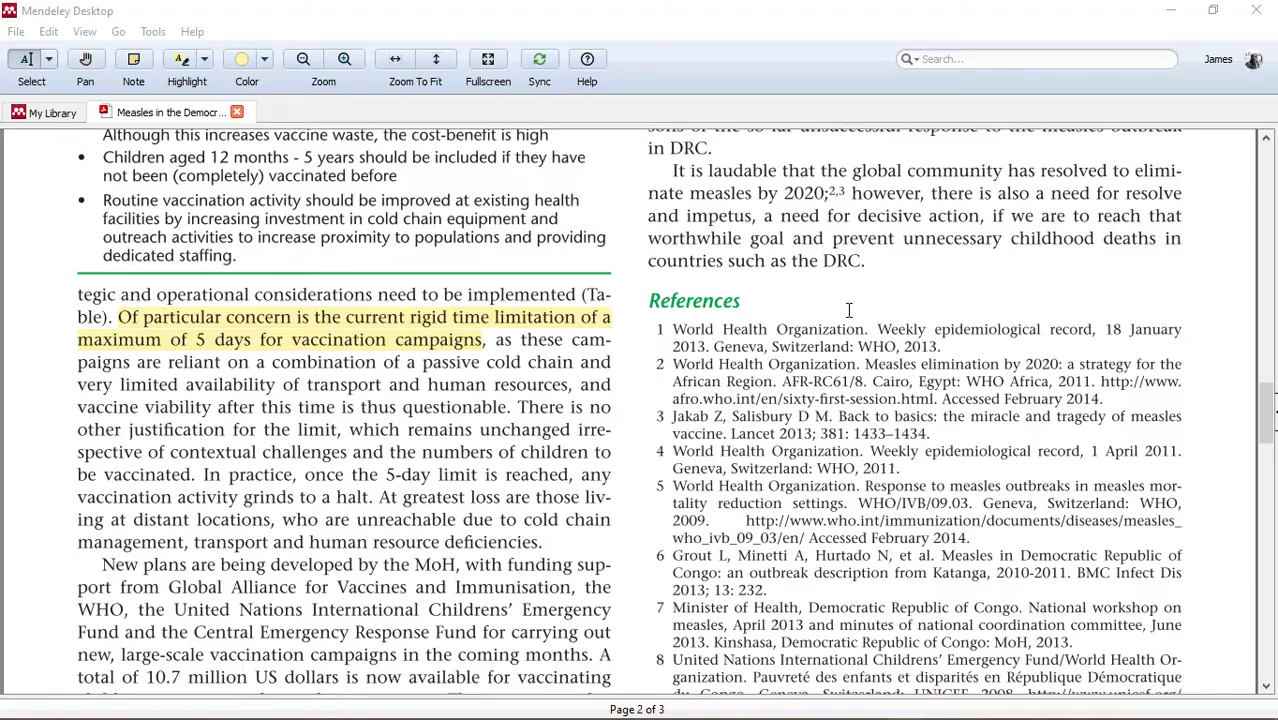 Mendeley Desktop
File Edit View Go Tools Help
Select Pan Note Highlight Color Zoom Zoom To Fit Fullscreen Sync Help
Search...
James
My Library
Measles in the Democr...
Although this increases vaccine waste, the cost-benefit is high
• Children aged 12 months - 5 years should be included if they have
not been (completely) vaccinated before
• Routine vaccination activity should be improved at existing health
facilities by increasing investment in cold chain equipment and
outreach activities to increase proximity to populations and providing
dedicated staffing.
tegic and operational considerations need to be implemented (Ta-
ble). Of particular concern is the current rigid time limitation of a
maximum of 5 days for vaccination campaigns, as these cam-
paigns are reliant on a combination of a passive cold chain and
very limited availability of transport and human resources, and
vaccine viability after this time is thus questionable. There is no
other justification for the limit, which remains unchanged irre-
spective of contextual challenges and the numbers of children to
be vaccinated. In practice, once the 5-day limit is reached, any
vaccination activity grinds to a halt. At greatest loss are those liv-
ing at distant locations, who are unreachable due to cold chain
management, transport and human resource deficiencies.
New plans are being developed by the MoH, with funding sup-
port from Global Alliance for Vaccines and Immunisation, the
WHO, the United Nations International Childrens' Emergency
Fund and the Central Emergency Response Fund for carrying out
new, large-scale vaccination campaigns in the coming months. A
total of 10.7 million US dollars is now available for vaccinating
sons of the so far unsuccessful response to the measles outbreak
in DRC.
It is laudable that the global community has resolved to elimi-
nate measles by 2020;2,3 however, there is also a need for resolve
and impetus, a need for decisive action, if we are to reach that
worthwhile goal and prevent unnecessary childhood deaths in
countries such as the DRC.
References
1 World Health Organization. Weekly epidemiological record, 18 January
2013. Geneva, Switzerland: WHO, 2013.
2 World Health Organization. Measles elimination by 2020: a strategy for the
African Region. AFR-RC61/8. Cairo, Egypt: WHO Africa, 2011. http://www.
afro.who.int/en/sixty-first-session.html. Accessed February 2014.
3 Jakab Z, Salisbury D M. Back to basics: the miracle and tragedy of measles
vaccine. Lancet 2013; 381: 1433–1434.
4 World Health Organization. Weekly epidemiological record, 1 April 2011.
Geneva, Switzerland: WHO, 2011.
5 World Health Organization. Response to measles outbreaks in measles mor-
tality reduction settings. WHO/IVB/09.03. Geneva, Switzerland: WHO,
2009. http://www.who.int/immunization/documents/diseases/measles_
who_ivb_09_03/en/ Accessed February 2014.
6 Grout L, Minetti A, Hurtado N, et al. Measles in Democratic Republic of
Congo: an outbreak description from Katanga, 2010-2011. BMC Infect Dis
2013; 13: 232.
7 Minister of Health, Democratic Republic of Congo. National workshop on
measles, April 2013 and minutes of national coordination committee, June
2013. Kinshasa, Democratic Republic of Congo: MoH, 2013.
8 United Nations International Childrens' Emergency Fund/World Health Or-
ganization. Pauvreté des enfants et disparités en République Démocratique
du Congo. Geneva, Switzerland: UNICEF, 2008. http://www.unicef.org/
Page 2 of 3